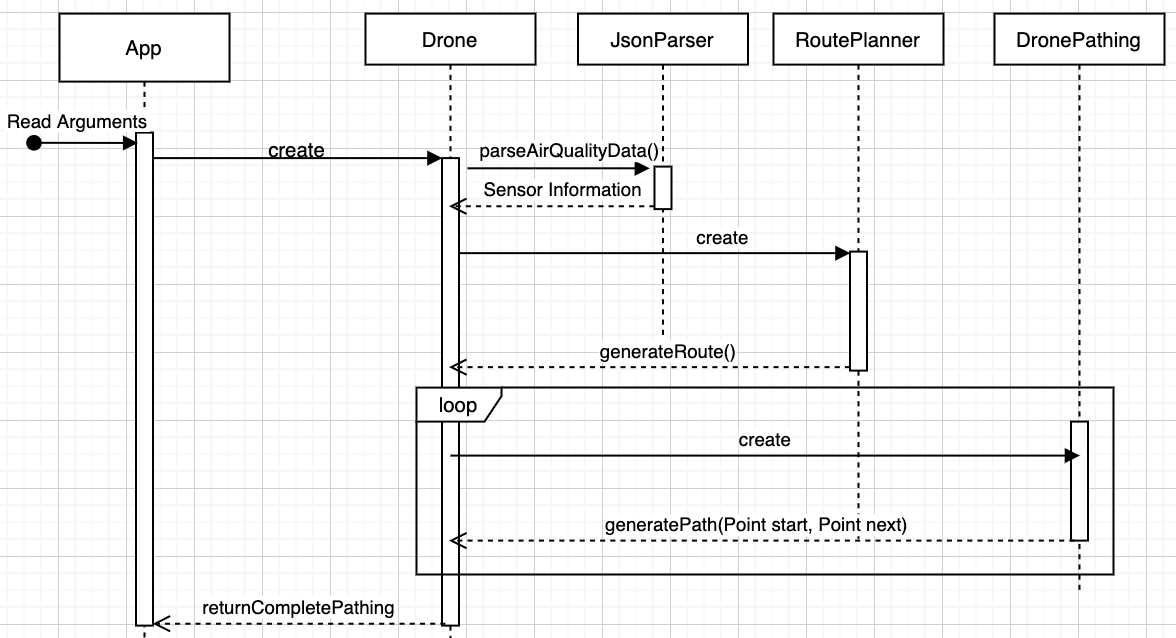 App
Drone
JsonParser
RoutePlanner
DronePathing
Read Arguments
create
parseAirQualityData()
Sensor Information
create
generateRoute()
loop
create
generatePath(Point start, Point next)
returnCompletePathing